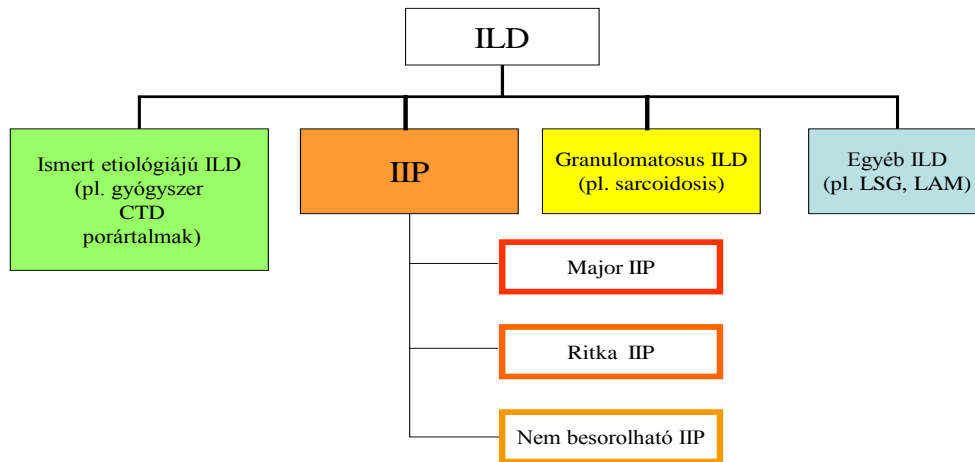 ILD
Ismert etiológiájú ILD
(pl. gyógyszer
CTD
porártalmak)
IIP
Granulomatosus ILD
(pl. sarcoidosis)
Egyéb ILD
(pl. LSG, LAM)
Major IIP
Ritka IIP
Nem besorolható IIP